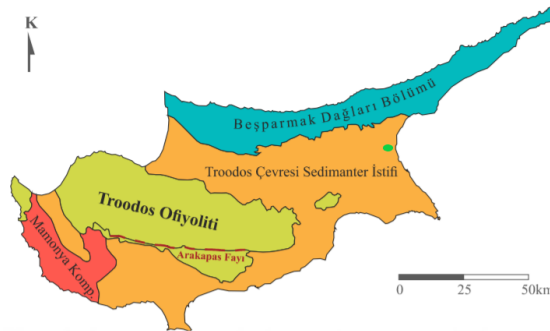 K
Beşparmak Dağları Bölümü
Troodos Çevresi Sedimanter İstifi
Troodos Ofiyoliti
Arakapas Fayı
Mamonya Komp.
0 25 50km